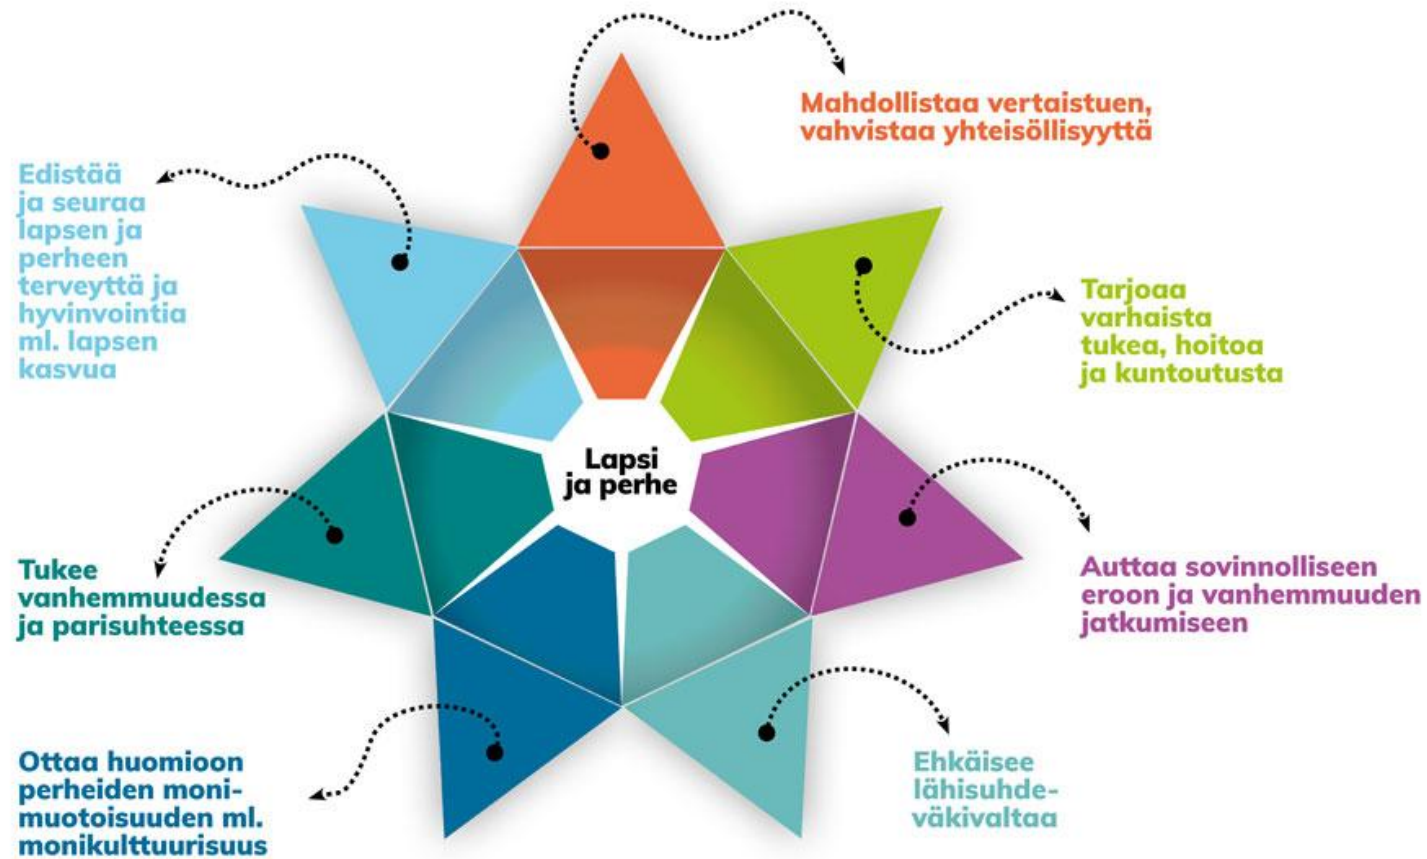 Mahdollistaa vertaistuen,
vahvistaa yhteisöllisyyttä
Edistää
ja seuraa
lapsen ja
perheen
terveyttä ja
hyvinvointia
ml. lapsen
kasvua
Tarjoaa
varhaista
tukea, hoitoa
ja kuntoutusta
Lapsi
ja perhe
Tukee
vanhemmuudessa
ja parisuhteessa
Auttaa sovinnolliseen
eroon ja vanhemmuuden
jatkumiseen
Ottaa huomioon
perheiden moni-
muotoisuuden ml.
monikulttuurisuus
Ehkäisee
lähisuhde-
väkivaltaa